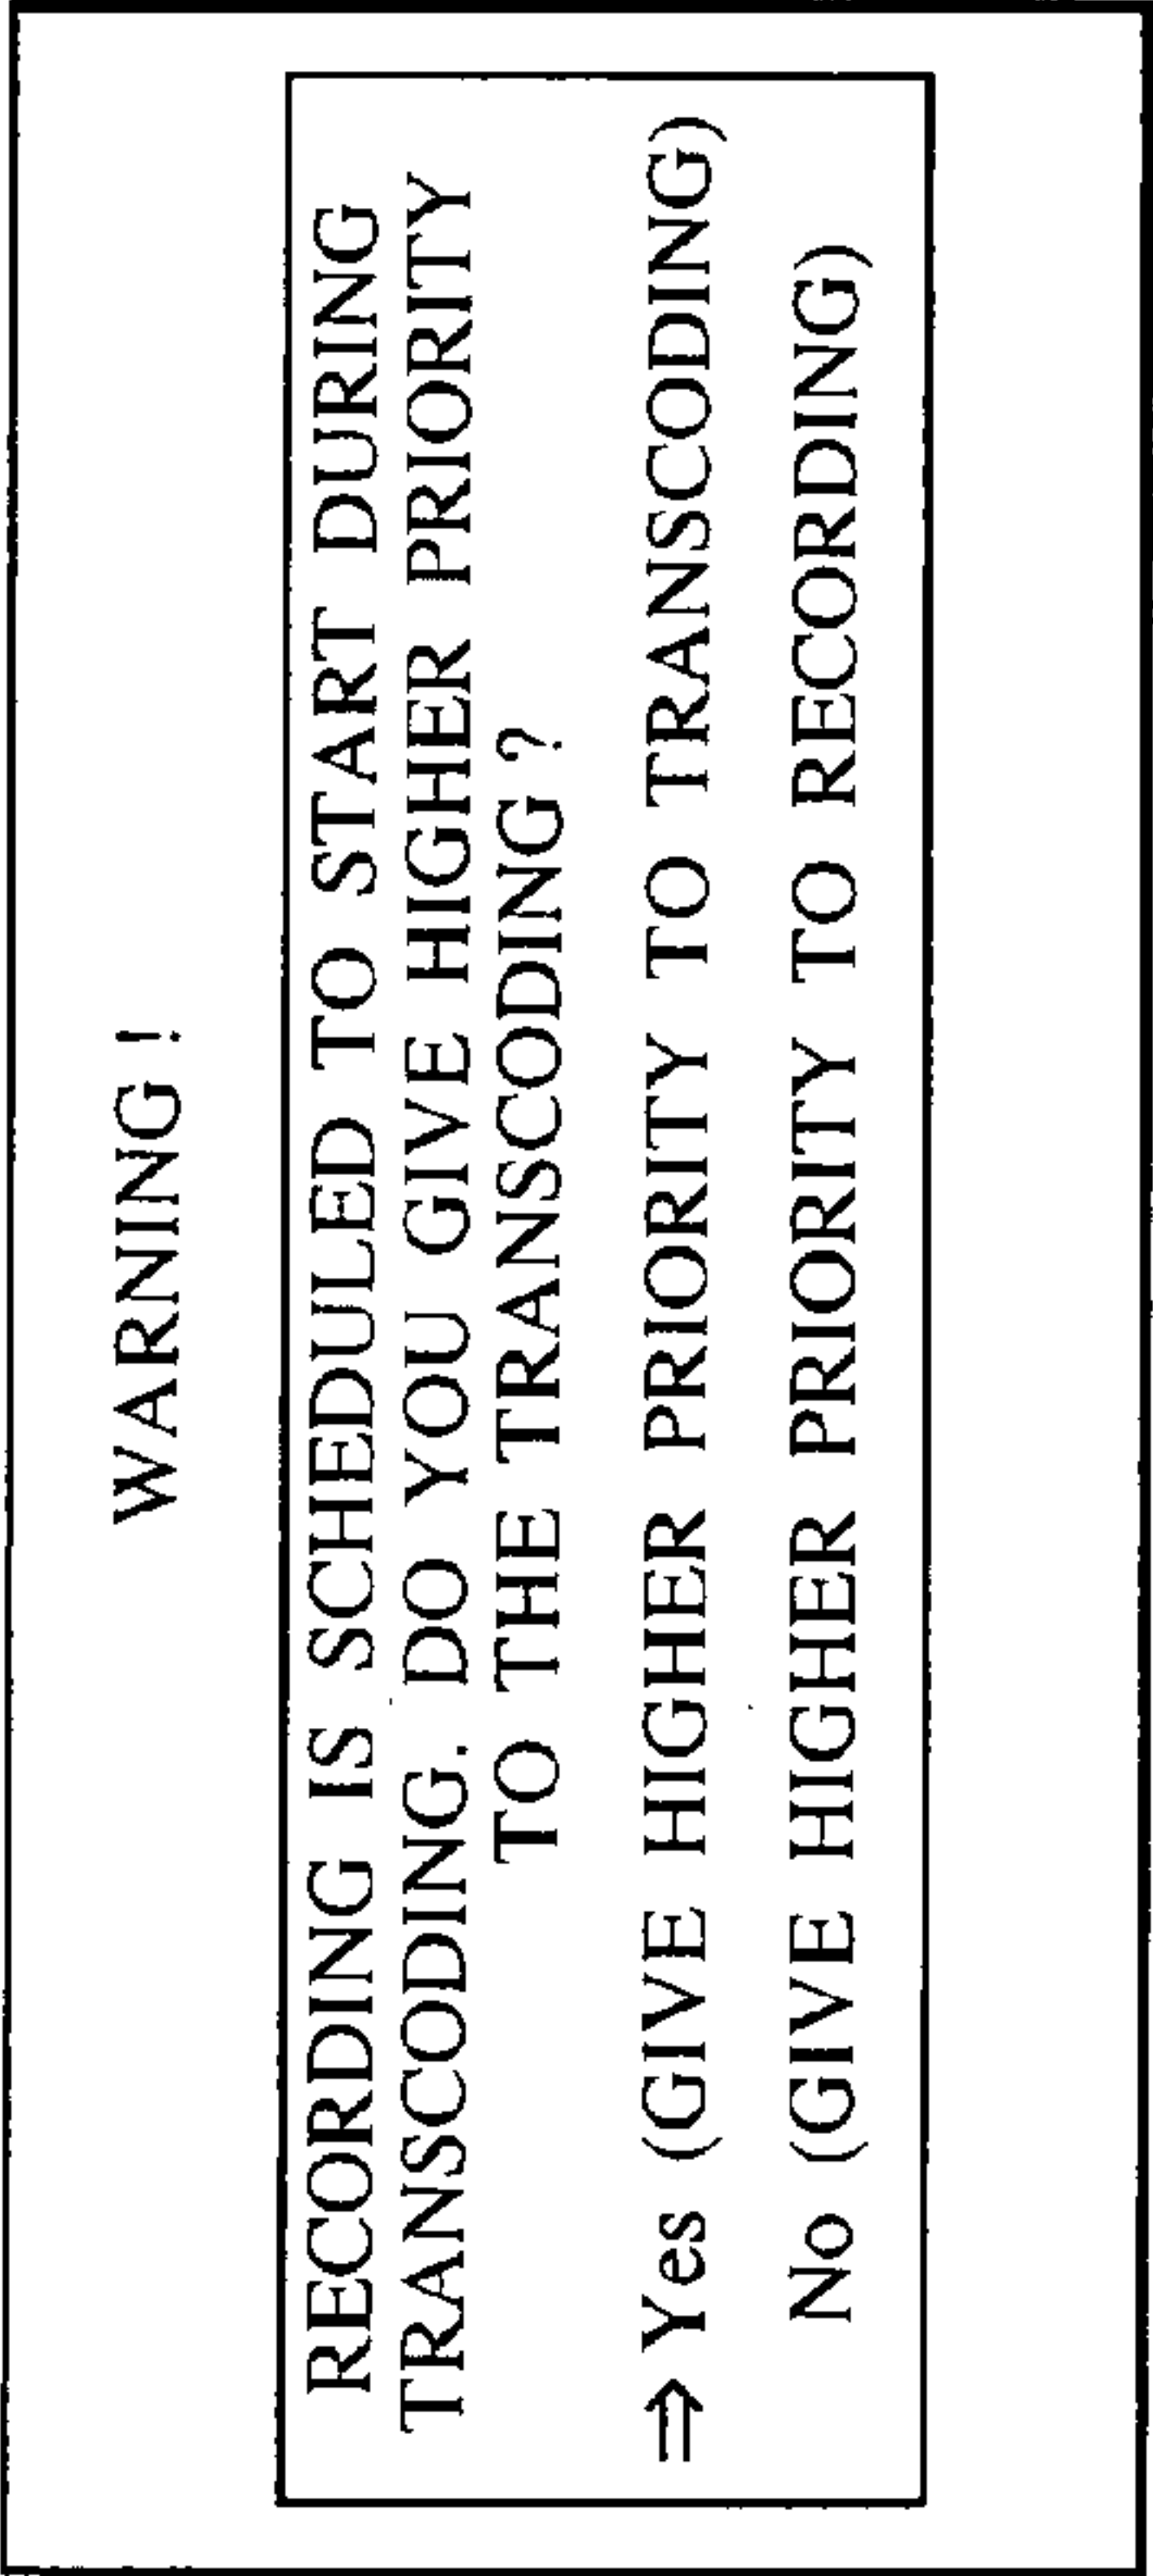 WARNING !
RECORDING IS SCHEDULED TO START DURING
TRANSCODING. DO YOU GIVE HIGHER PRIORITY
TO THE TRANSCODING ?
⇒ Yes (GIVE HIGHER PRIORITY TO TRANSCODING)
No (GIVE HIGHER PRIORITY TO RECORDING)